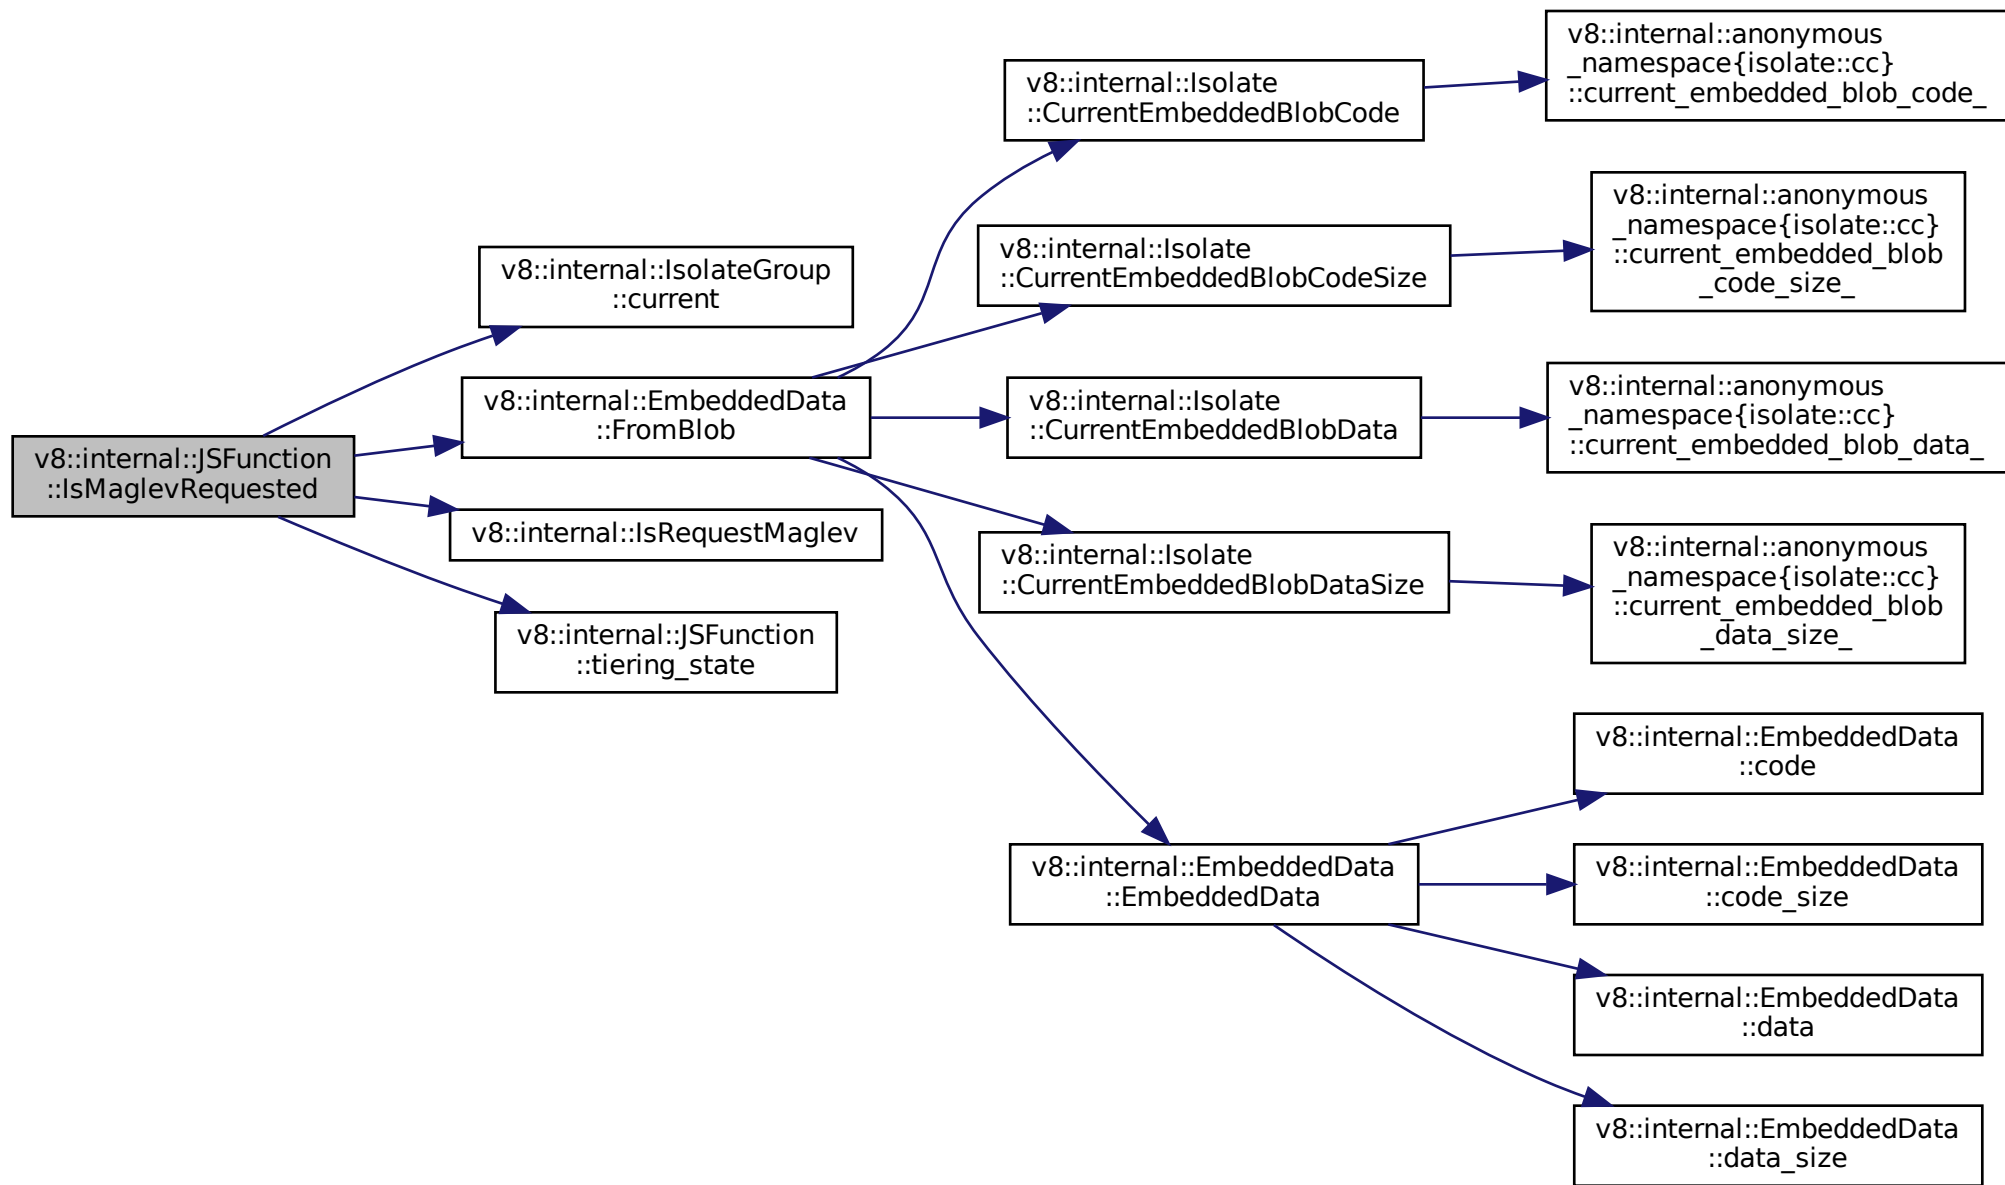 v8::internal::JSFunction
::IsMaglevRequested
v8::internal::IsolateGroup
::current
v8::internal::EmbeddedData
::FromBlob
v8::internal::IsRequestMaglev
v8::internal::JSFunction
::tiering_state
v8::internal::Isolate
::CurrentEmbeddedBlobCode
v8::internal::Isolate
::CurrentEmbeddedBlobCodeSize
v8::internal::Isolate
::CurrentEmbeddedBlobData
v8::internal::Isolate
::CurrentEmbeddedBlobDataSize
v8::internal::EmbeddedData
::EmbeddedData
v8::internal::anonymous
_namespace{isolate::cc}
::current_embedded_blob_code_
v8::internal::anonymous
_namespace{isolate::cc}
::current_embedded_blob
_code_size_
v8::internal::anonymous
_namespace{isolate::cc}
::current_embedded_blob_data_
v8::internal::anonymous
_namespace{isolate::cc}
::current_embedded_blob
_data_size_
v8::internal::EmbeddedData
::code
v8::internal::EmbeddedData
::code_size
v8::internal::EmbeddedData
::data
v8::internal::EmbeddedData
::data_size